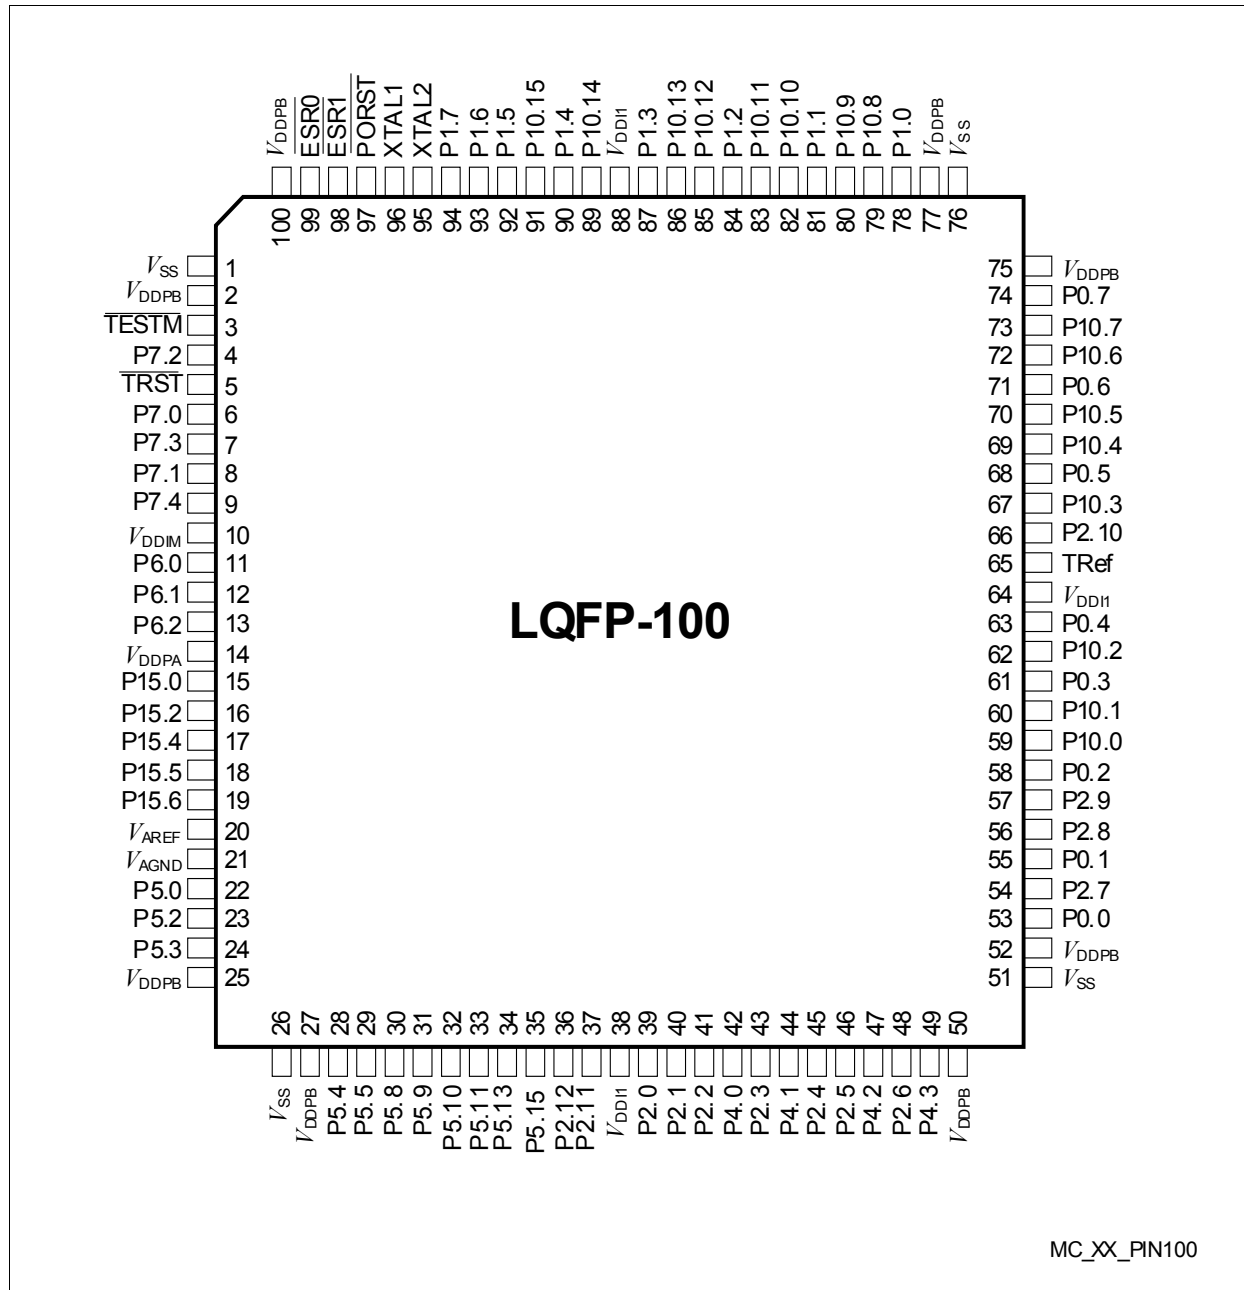 VDDPB
ESR0
ESR1
PORST
XTAL1
XTAL2
P1.7
P1.6
P1.5
P10.15
P1.4
P10.14
VDDI1
P1.3
P10.13
P10.12
P1.2
P10.11
P10.10
P1.1
P10.9
P10.8
P1.0
VDDPB
VSS
100
99
98
97
96
95
94
93
92
91
90
89
88
87
86
85
84
83
82
81
80
79
78
77
76
VSS 1
VDDPB 2
TESTM 3
P7.2 4
TRST 5
P7.0 6
P7.3 7
P7.1 8
P7.4 9
VDDIM 10
P6.0 11
P6.1 12
P6.2 13
VDDPA 14
P15.0 15
P15.2 16
P15.4 17
P15.5 18
P15.6 19
VAREF 20
VAGND 21
P5.0 22
P5.2 23
P5.3 24
VDDPB 25
LQFP-100
75 VDDPB
74 P0.7
73 P10.7
72 P10.6
71 P0.6
70 P10.5
69 P10.4
68 P0.5
67 P10.3
66 P2.10
65 TRef
64 VDDI1
63 P0.4
62 P10.2
61 P0.3
60 P10.1
59 P10.0
58 P0.2
57 P2.9
56 P2.8
55 P0.1
54 P2.7
53 P0.0
52 VDDPB
51 VSS
26
27
28
29
30
31
32
33
34
35
36
37
38
39
40
41
42
43
44
45
46
47
48
49
50
VSS
VDDPB
P5.4
P5.5
P5.8
P5.9
P5.10
P5.11
P5.13
P5.15
P2.12
P2.11
VDDI1
P2.0
P2.1
P2.2
P4.0
P2.3
P4.1
P2.4
P2.5
P4.2
P2.6
P4.3
VDDPB
MC_XX_PIN100